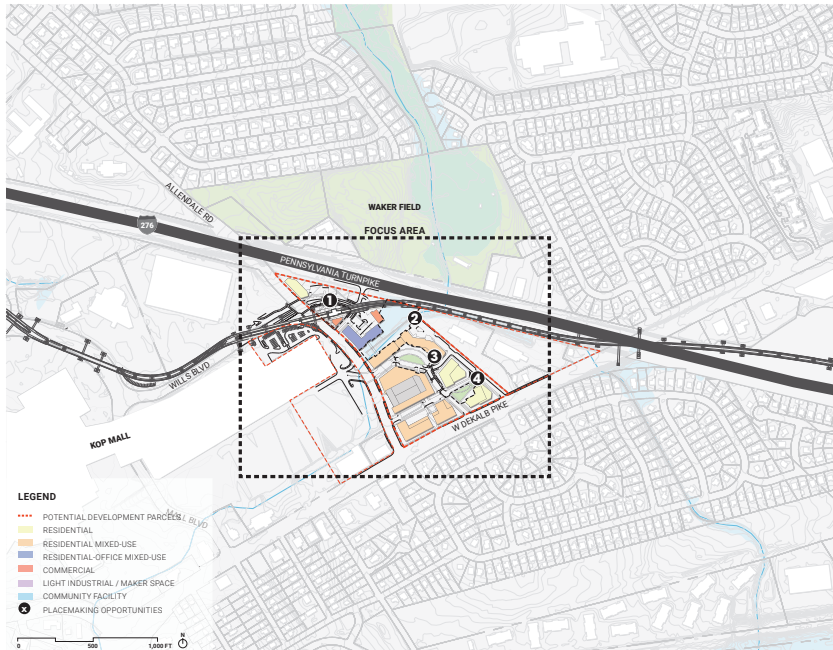 WAKER FIELD
FOCUS AREA
ALLENDALE RD
276
PENNSYLVANIA TURNPIKE
1
2
3
4
WILLS BLVD
W DEKALB PIKE
KOP MALL
MALL BLVD
LEGEND
POTENTIAL DEVELOPMENT PARCELS
RESIDENTIAL
RESIDENTIAL MIXED-USE
RESIDENTIAL-OFFICE MIXED-USE
COMMERCIAL
LIGHT INDUSTRIAL / MAKER SPACE
COMMUNITY FACILITY
X PLACEMAKING OPPORTUNITIES
0 500 1,000 FT N